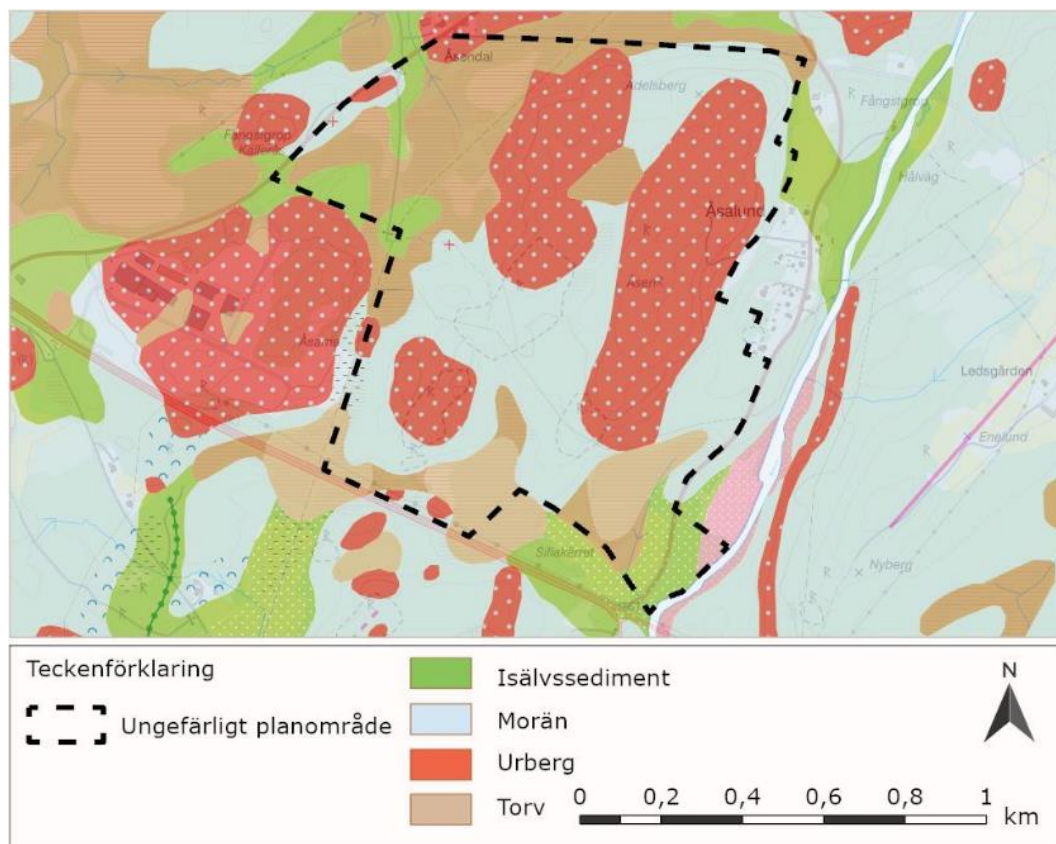 Åsendal
Adelsberg
Fångstgrop
Fångstgrop
Hålväg
Åsalund
Åsen
Åsarna
Ledsgården
Enelund
Nyberg
Sillakärret
Teckenförklaring
Ungefärligt planområde
Isälvssediment
Morän
Urberg
Torv
N
0 0,2 0,4 0,6 0,8 1
km